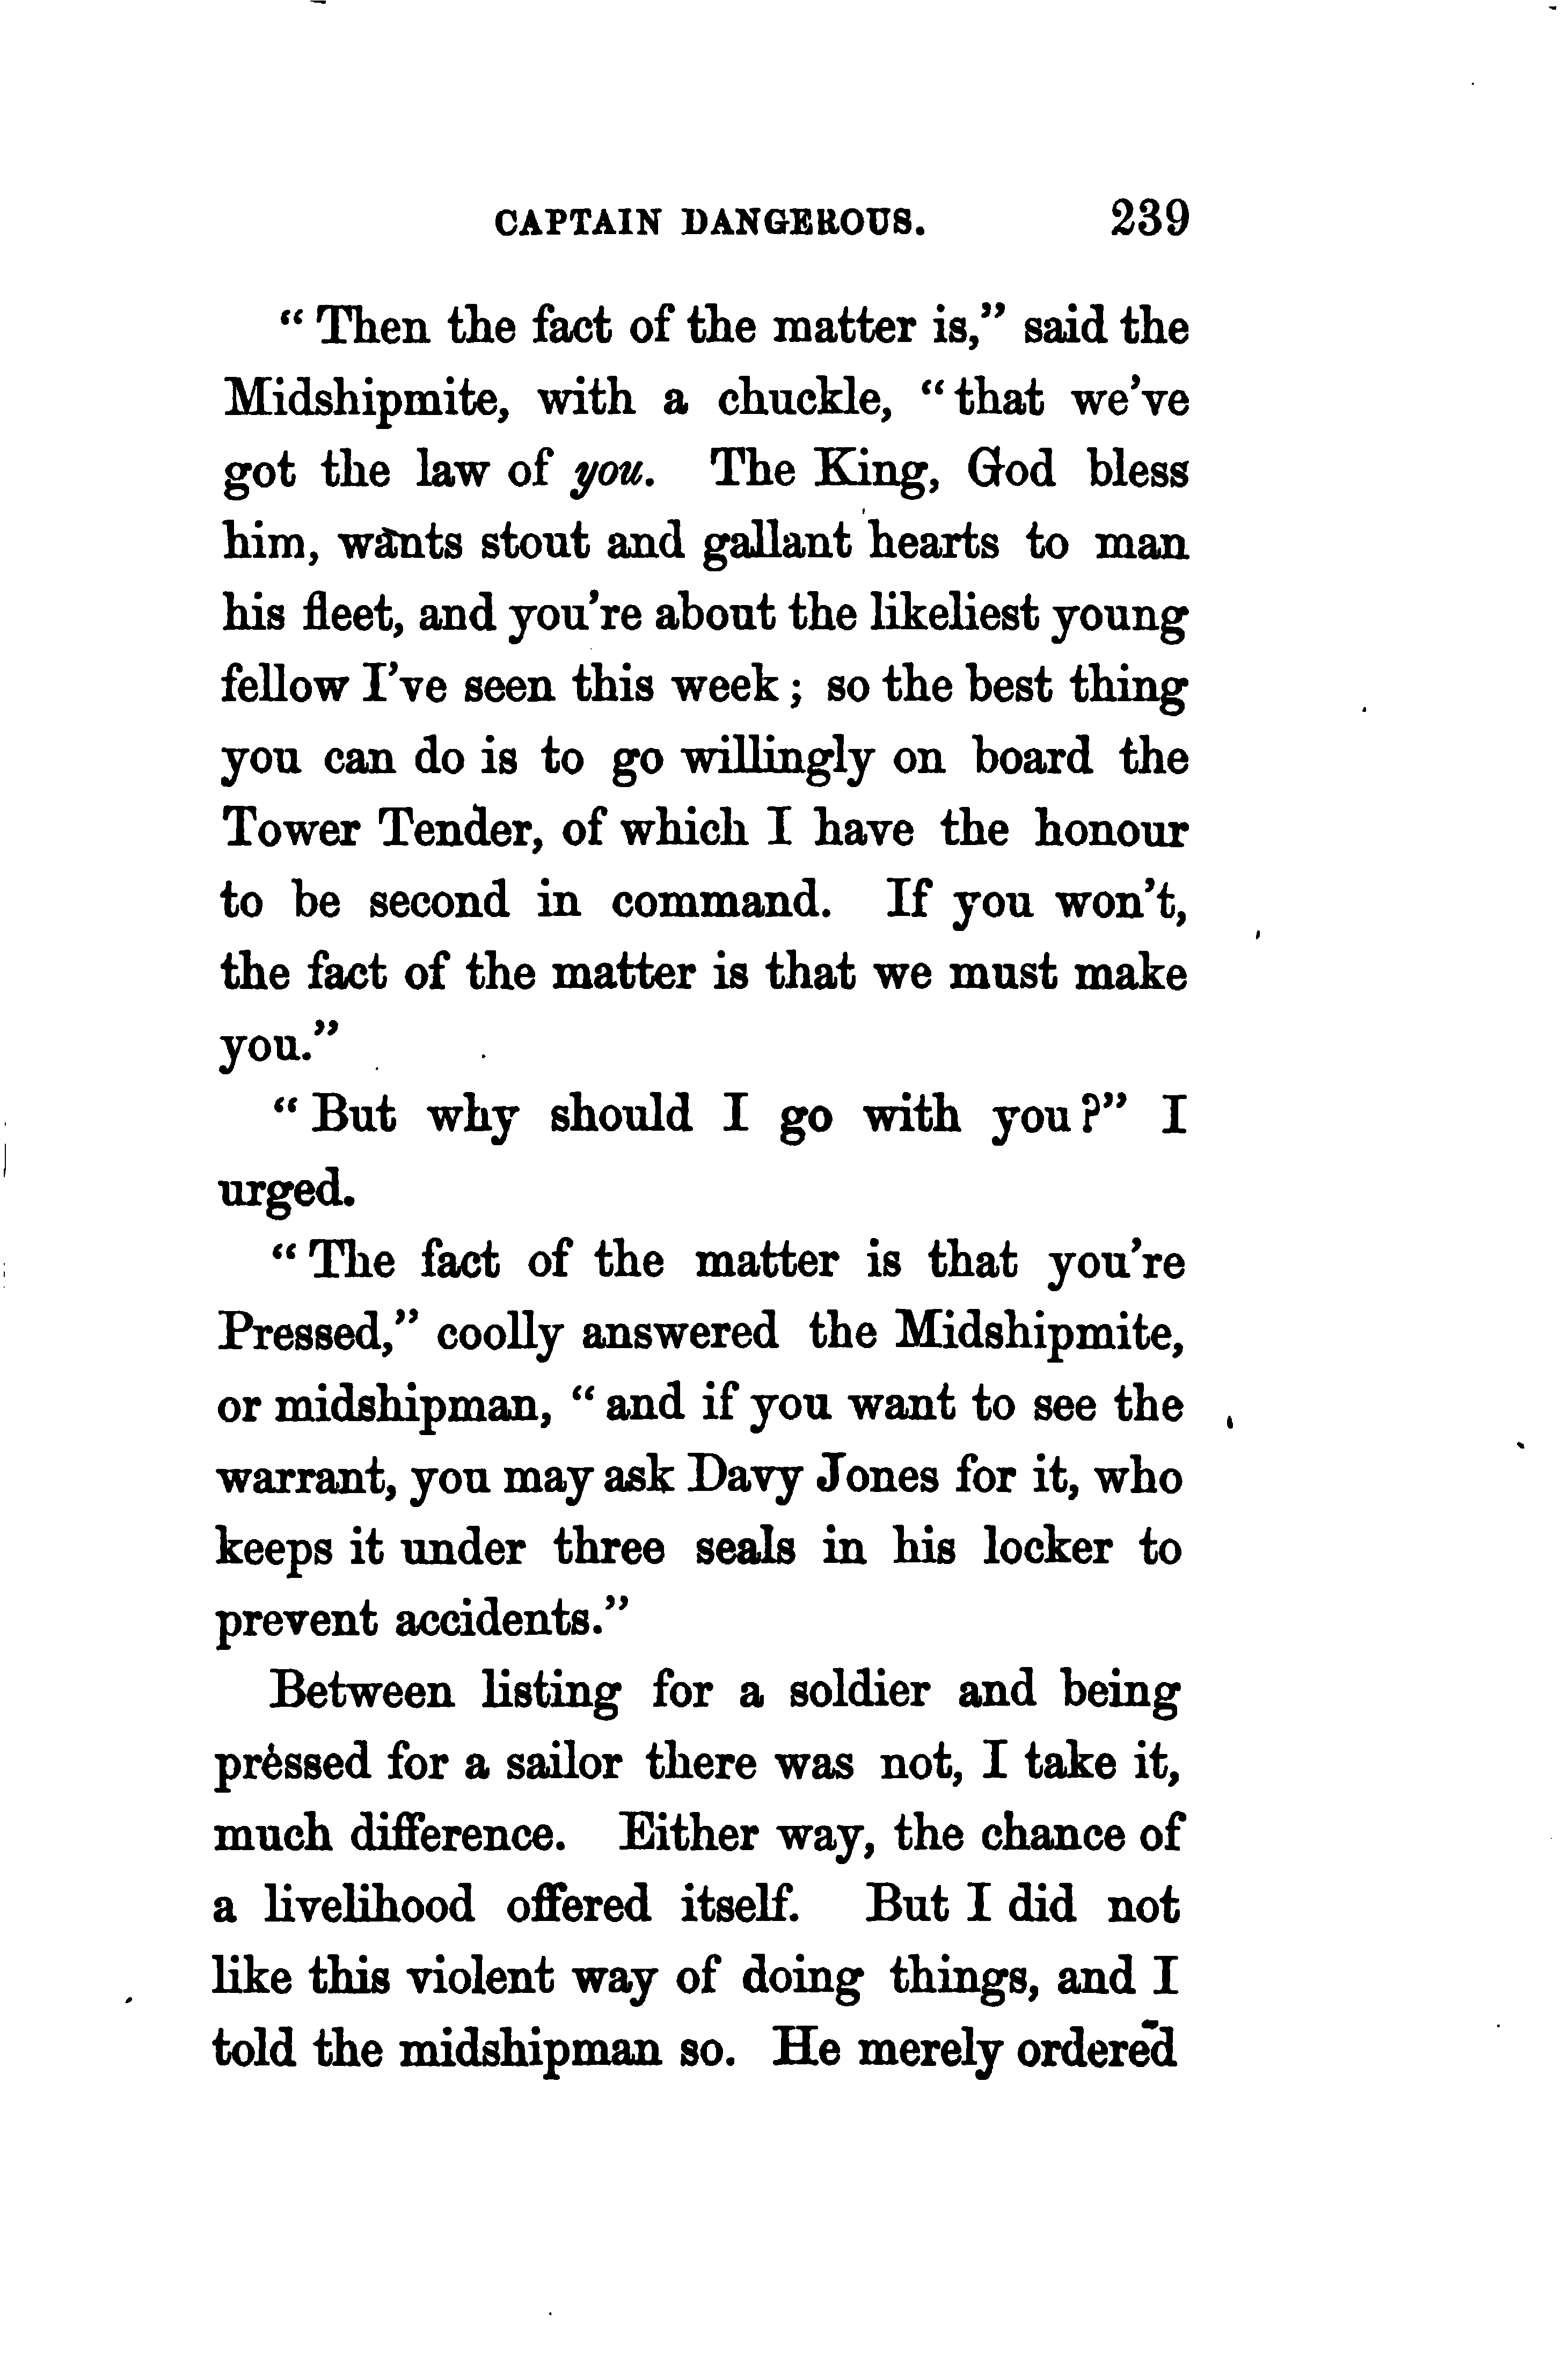 CAPTAIN DANGEROUS. 239
“Then the fact of the matter is,” said the
Midshipmite, with a chuckle, “that we’ve
got the law of you. The King, God bless
him, wants stout and gallant hearts to man
his fleet, and you’re about the likeliest young
fellow I’ve seen this week; so the best thing
you can do is to go willingly on board the
Tower Tender, of which I have the honour
to be second in command. If you won’t,
the fact of the matter is that we must make
you.”
“But why should I go with you?” I
urged.
“The fact of the matter is that you’re
Pressed,” coolly answered the Midshipmite,
or midshipman, “and if you want to see the
warrant, you may ask Davy Jones for it, who
keeps it under three seals in his locker to
prevent accidents.”
Between listing for a soldier and being
pressed for a sailor there was not, I take it,
much difference. Either way, the chance of
a livelihood offered itself. But I did not
like this violent way of doing things, and I
told the midshipman so. He merely ordered